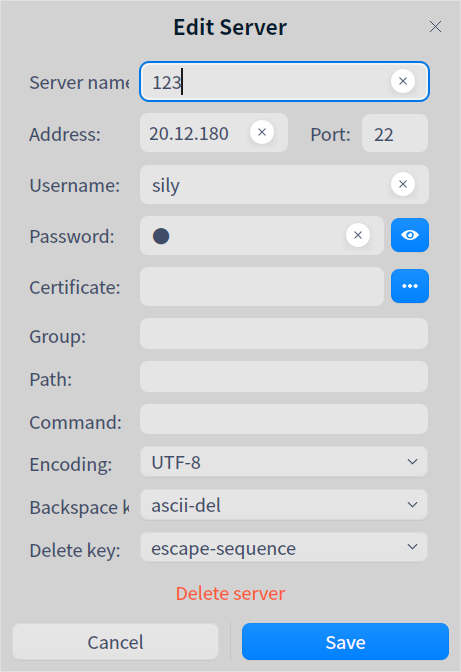 Edit Server
Server name 123
Address: 20.12.180 Port: 22
Username: sily
Password: ●
Certificate:
Group:
Path:
Command:
Encoding: UTF-8
Backspace k ascii-del
Delete key: escape-sequence
Delete server
Cancel Save